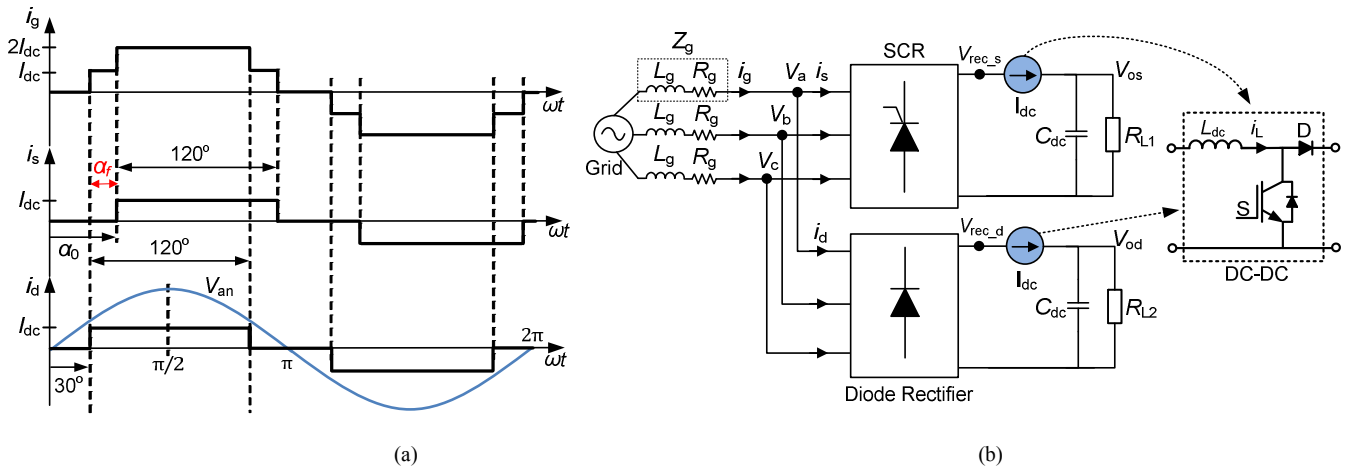 i_g
2I_dc
I_dc
ωt
i_s
120°
α_f
I_dc
ωt
α_0
120°
i_d
V_an
I_dc
2π
π/2
π
ωt
30°
(a)
Z_g
SCR
L_g R_g i_g V_a i_s
V_rec_s
I_dc
V_os
L_g R_g V_b
C_dc
R_L1
L_g R_g V_c
Grid
i_d
V_rec_d
I_dc
V_od
C_dc
R_L2
Diode Rectifier
L_dc i_L D
S
DC-DC
(b)